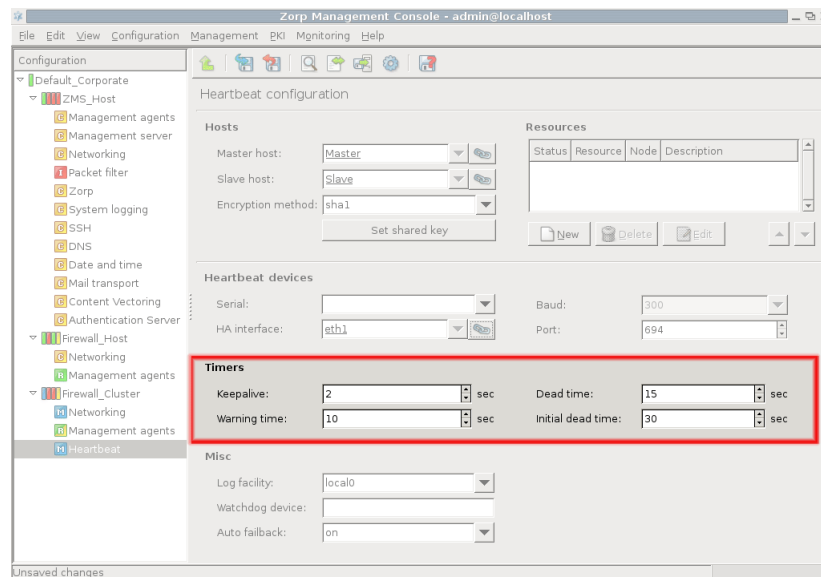 Zorp Management Console - admin@localhost
File Edit View Configuration Management PKI Monitoring Help
Configuration
Default_Corporate
ZMS_Host
Management agents
Management server
Networking
Packet filter
Zorp
System logging
SSH
DNS
Date and time
Mail transport
Content Vectoring
Authentication Server
Firewall_Host
Networking
Management agents
Firewall_Cluster
Networking
Management agents
Heartbeat
Heartbeat configuration
Hosts
Master host: Master
Slave host: Slave
Encryption method: sha1
Set shared key
Resources
Status Resource Node Description
New Delete Edit
Heartbeat devices
Serial:
Baud: 300
HA interface: eth1
Port: 694
Timers
Keepalive: 2 sec Dead time: 15 sec
Warning time: 10 sec Initial dead time: 30 sec
Misc
Log facility: local0
Watchdog device:
Auto failback: on
Unsaved changes